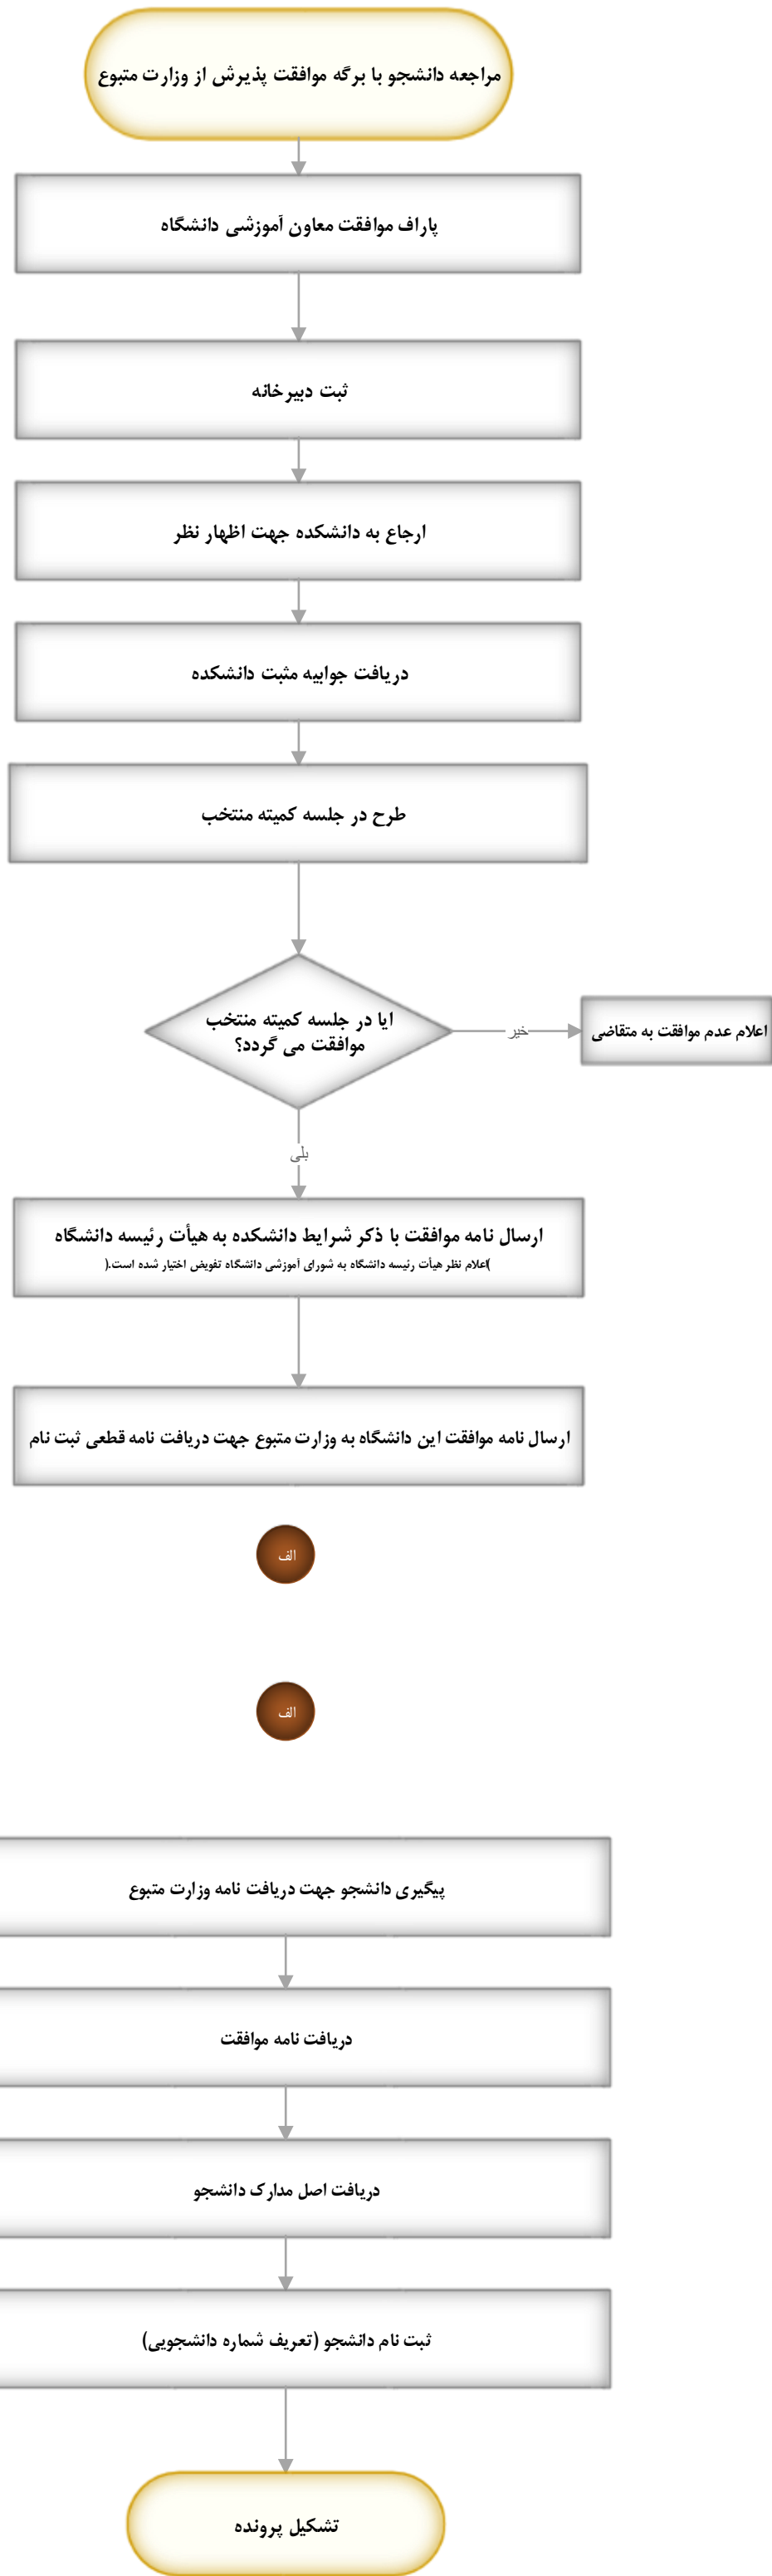 مراجعه دانشجو با برگه موافقت پذیرش از وزارت متبوع
پاراف موافقت معاون آموزشی دانشگاه
ثبت دبیرخانه
ارجاع به دانشکده جهت اظهار نظر
دریافت جوابیه مثبت دانشکده
طرح در جلسه کمیته منتخب
ایا در جلسه کمیته منتخب
موافقت می گردد؟
خیر
اعلام عدم موافقت به متقاضی
بلی
ارسال نامه موافقت با ذکر شرایط دانشکده به هیأت رئیسه دانشگاه
)اعلام نظر هیأت رئیسه دانشگاه به شورای آموزشی دانشگاه تفویض اختیار شده است.(
ارسال نامه موافقت این دانشگاه به وزارت متبوع جهت دریافت نامه قطعی ثبت نام
الف
الف
پیگیری دانشجو جهت دریافت نامه وزارت متبوع
دریافت نامه موافقت
دریافت اصل مدارک دانشجو
ثبت نام دانشجو (تعریف شماره دانشجویی)
تشکیل پرونده